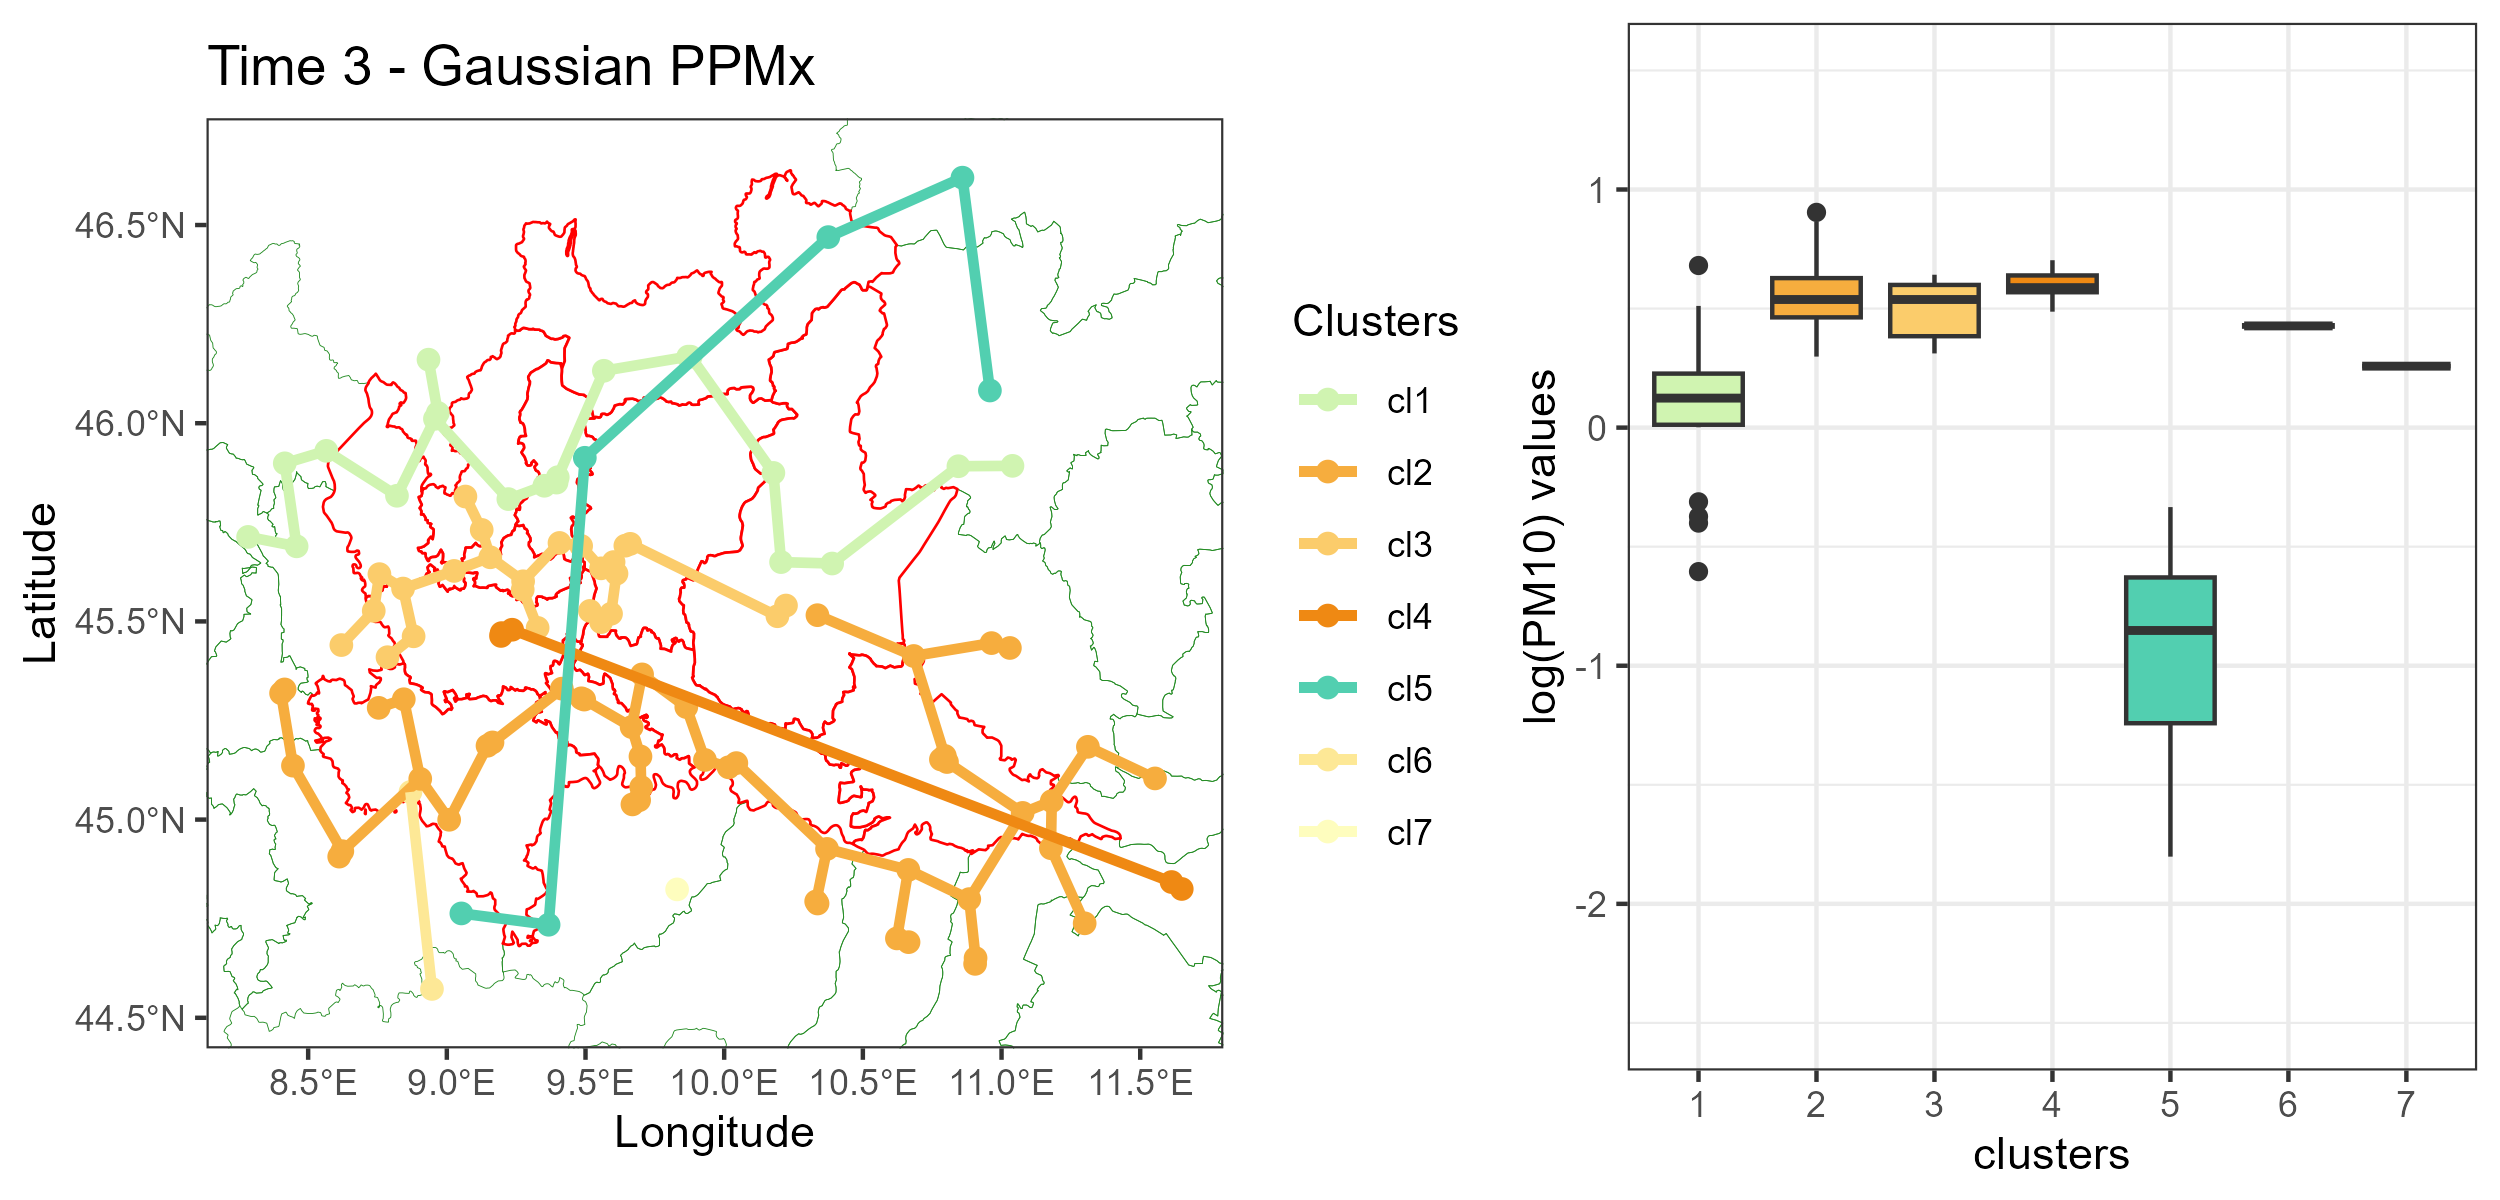 Time 3 - Gaussian PPMx
Latitude
46.5°N
46.0°N
45.5°N
45.0°N
44.5°N
8.5°E 9.0°E 9.5°E 10.0°E 10.5°E 11.0°E 11.5°E
Longitude
Clusters
cl1
cl2
cl3
cl4
cl5
cl6
cl7
log(PM10) values
1
0
-1
-2
1 2 3 4 5 6 7
clusters